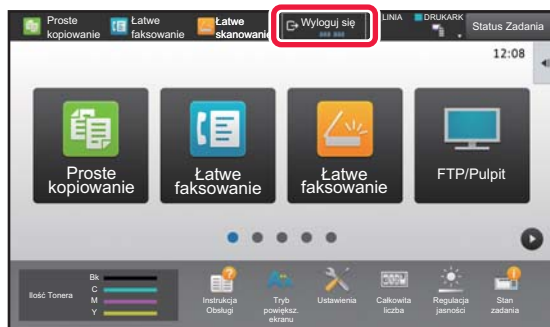 Proste
kopiowanie
Łatwe
faksowanie
Łatwe
skanowanie
Wyloguj się
LINIA
DRUKARK
Status Zadania
12:08
Proste
kopiowanie
Łatwe
faksowanie
Łatwe
faksowanie
FTP/Pulpit
Ilość Tonera
Bk
C
M
Y
Instrukcja
Obsługi
Tryb
powiększ.
ekranu
Ustawienia
Całkowita
liczba
Regulacja
jasności
Stan
zadania